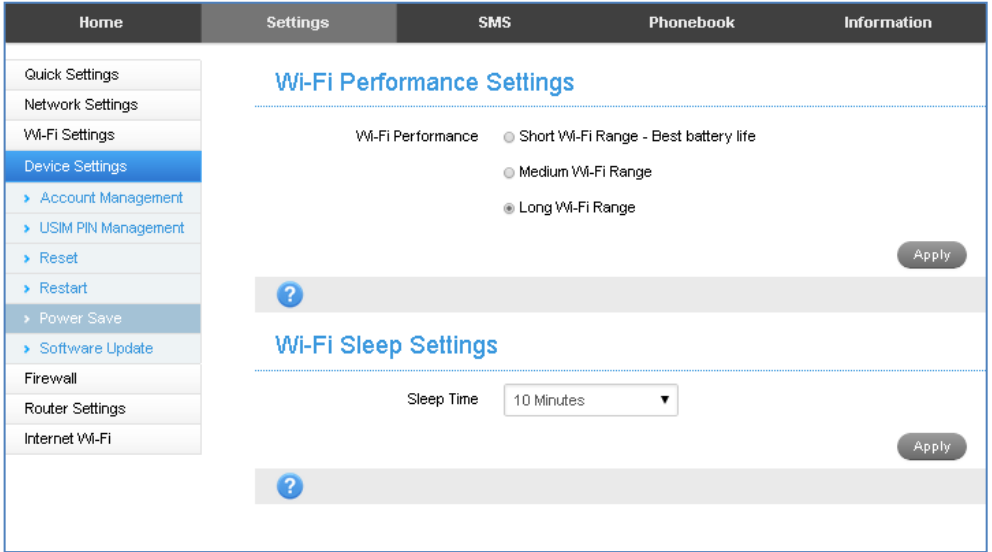 Home Settings SMS Phonebook Information
Quick Settings
Network Settings
Wi-Fi Settings
Device Settings
Account Management
USIM PIN Management
Reset
Restart
Power Save
Software Update
Firewall
Router Settings
Internet Wi-Fi
Wi-Fi Performance Settings
Wi-Fi Performance
Short Wi-Fi Range - Best battery life
Medium Wi-Fi Range
Long Wi-Fi Range
Apply
?
Wi-Fi Sleep Settings
Sleep Time 10 Minutes
Apply
?